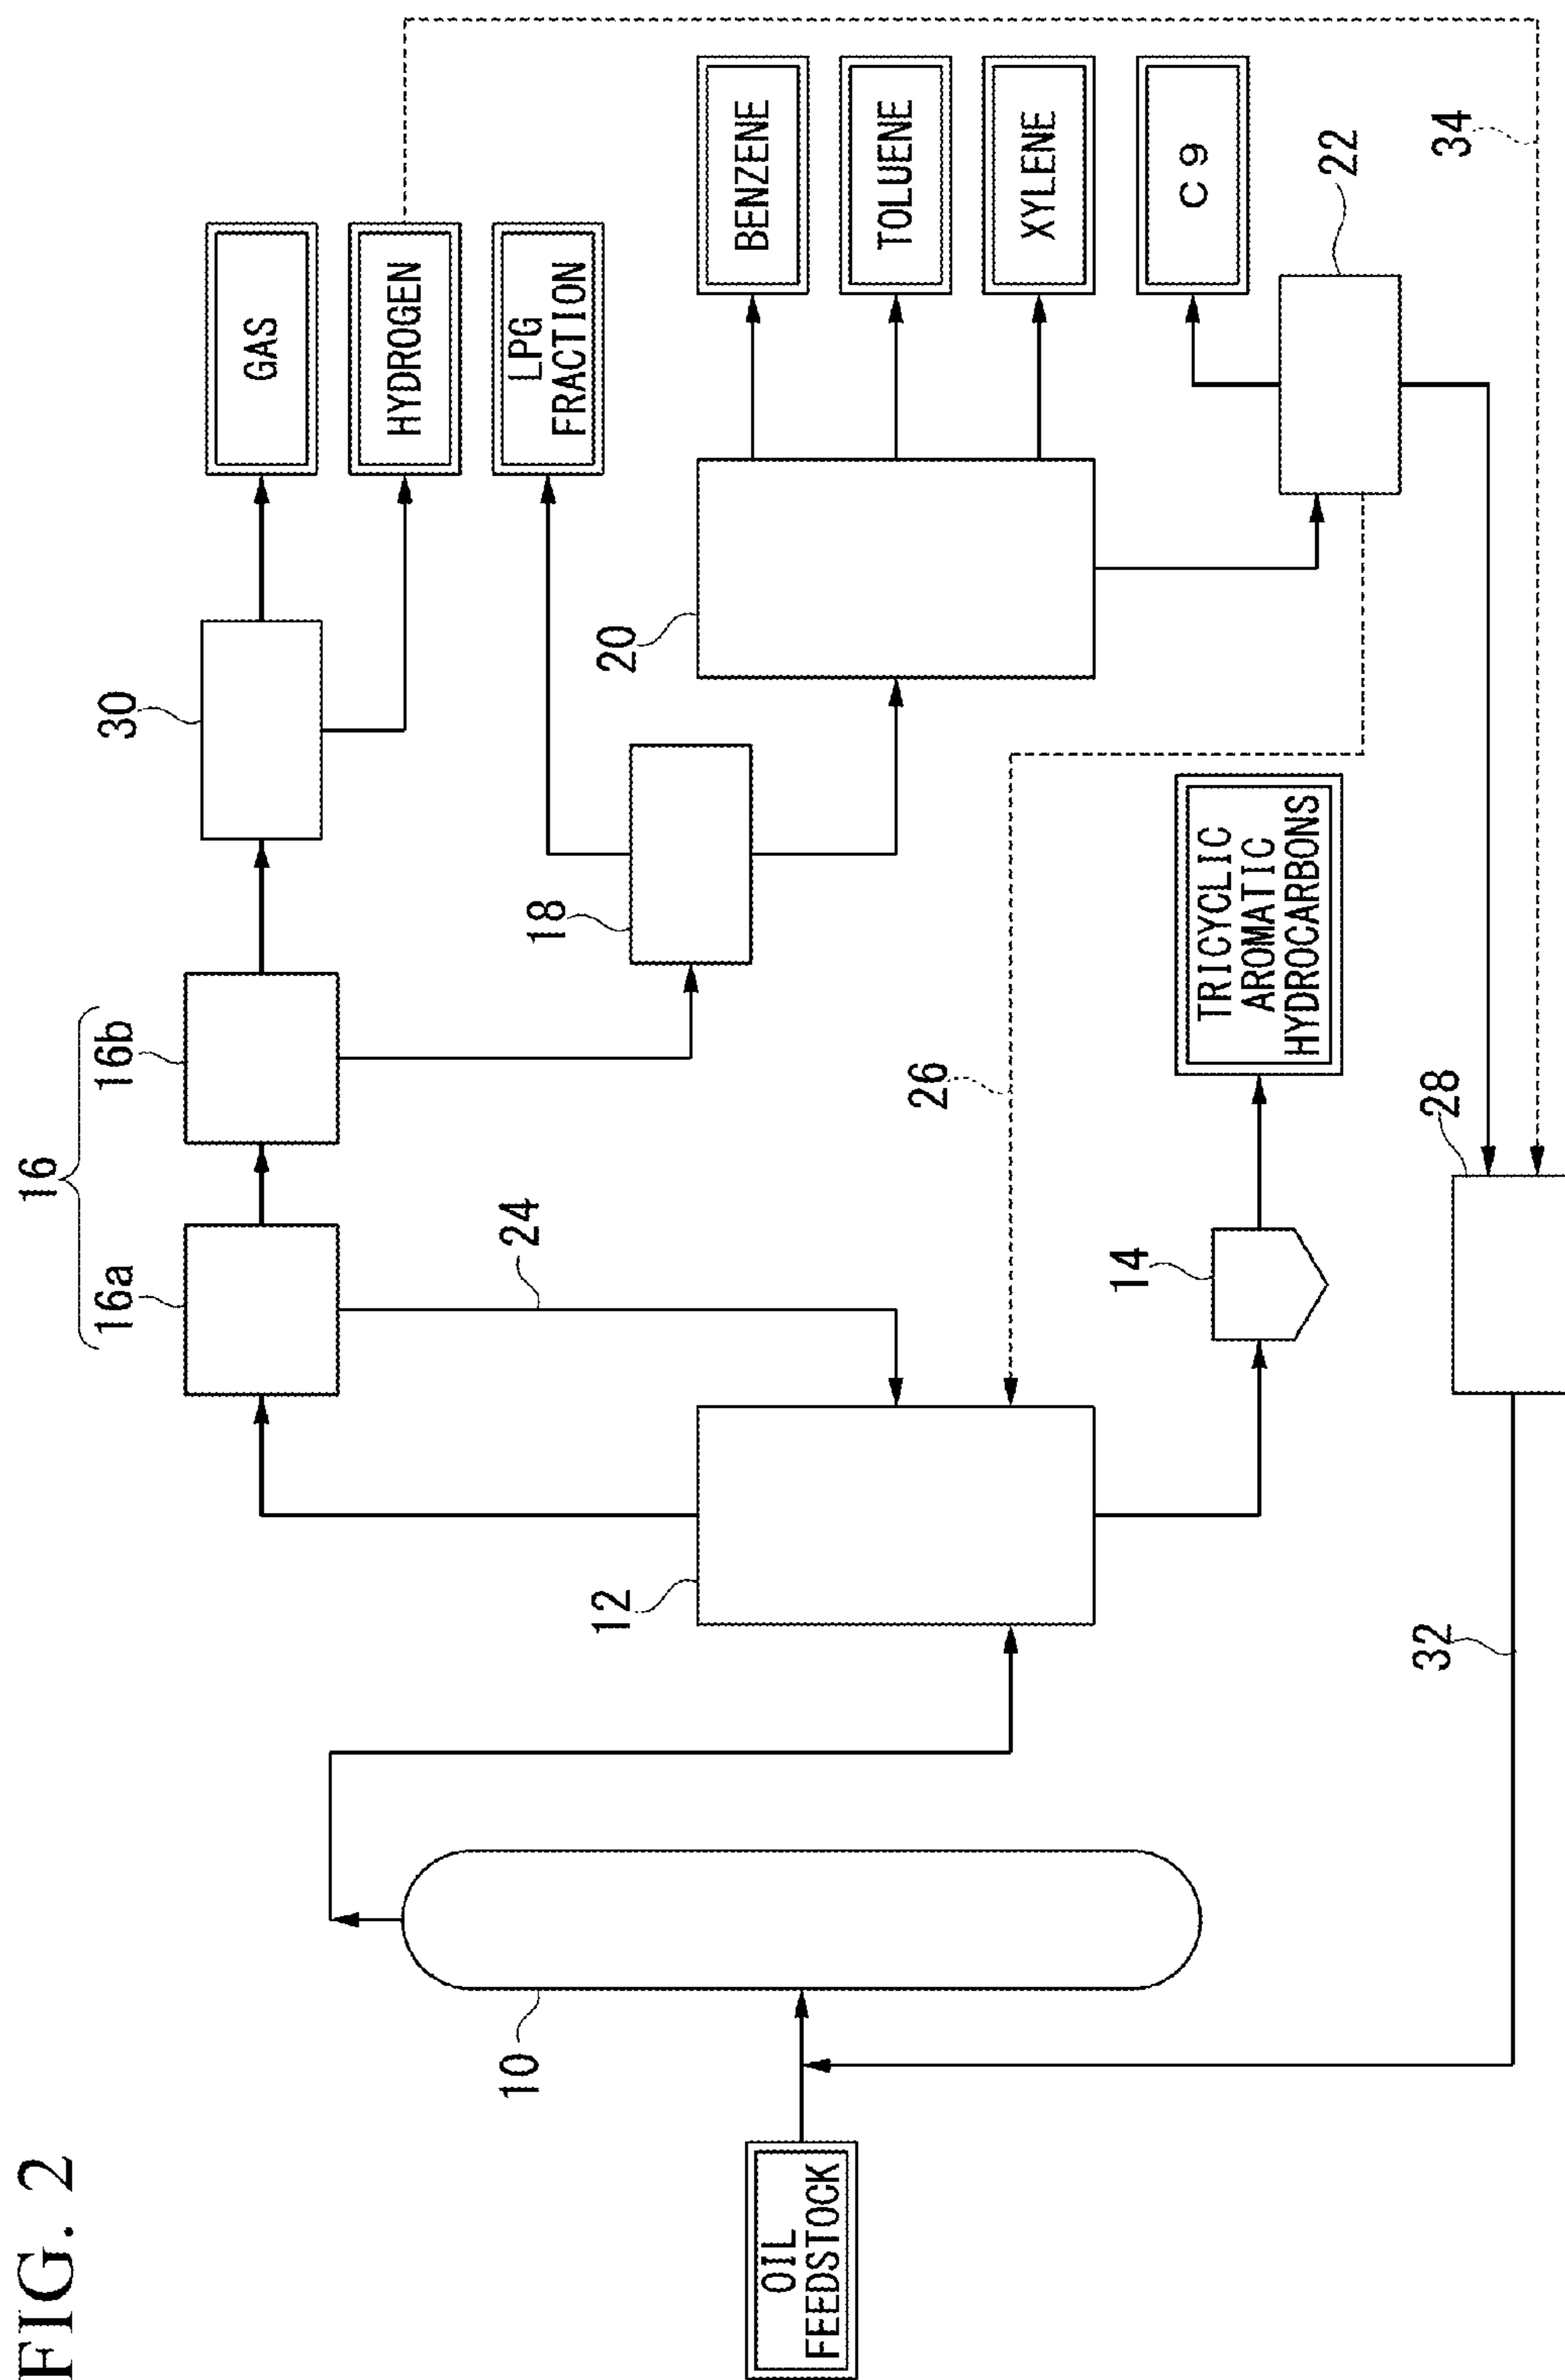 FIG. 2
16
16a
16b
30
GAS
HYDROGEN
LPG
FRACTION
24
18
20
BENZENE
TOLUENE
XYLENE
C9
22
10
12
26
14
TRICYCLIC
AROMATIC
HYDROCARBONS
OIL
FEEDSTOCK
32
28
34